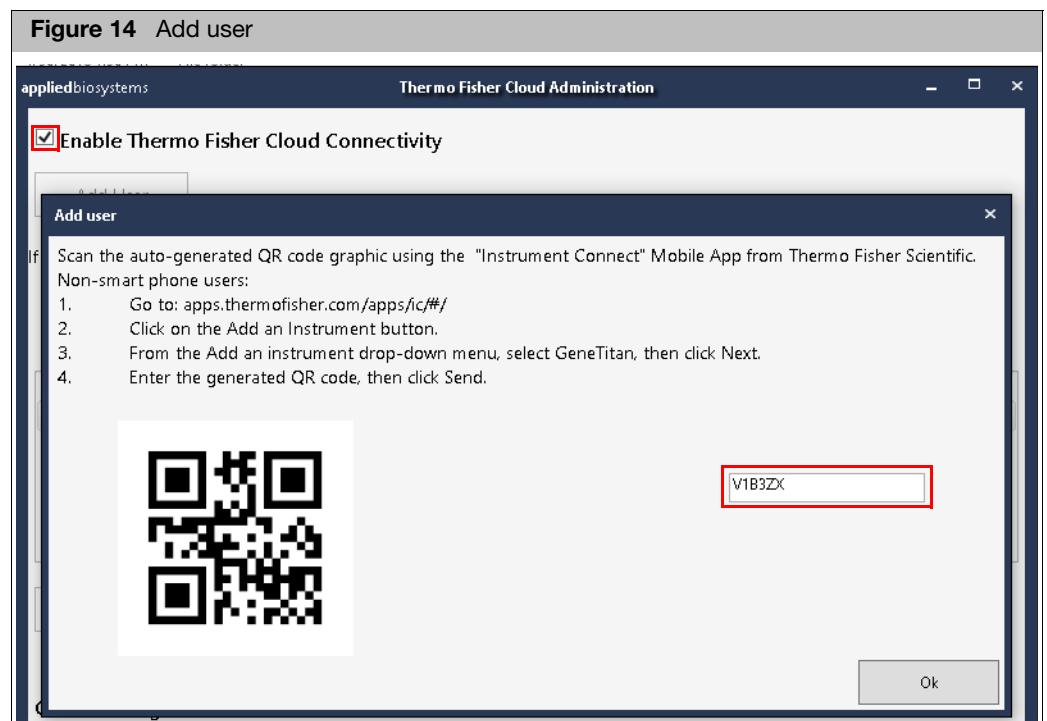 Figure 14 Add user
appliedbiosystems Thermo Fisher Cloud Administration
Enable Thermo Fisher Cloud Connectivity
Add User
Add user
If
Scan the auto-generated QR code graphic using the "Instrument Connect" Mobile App from Thermo Fisher Scientific.
Non-smart phone users:
1. Go to: apps.thermofisher.com/apps/ic/#/
2. Click on the Add an Instrument button.
3. From the Add an instrument drop-down menu, select GeneTitan, then click Next.
4. Enter the generated QR code, then click Send.
V1B3ZX
Ok